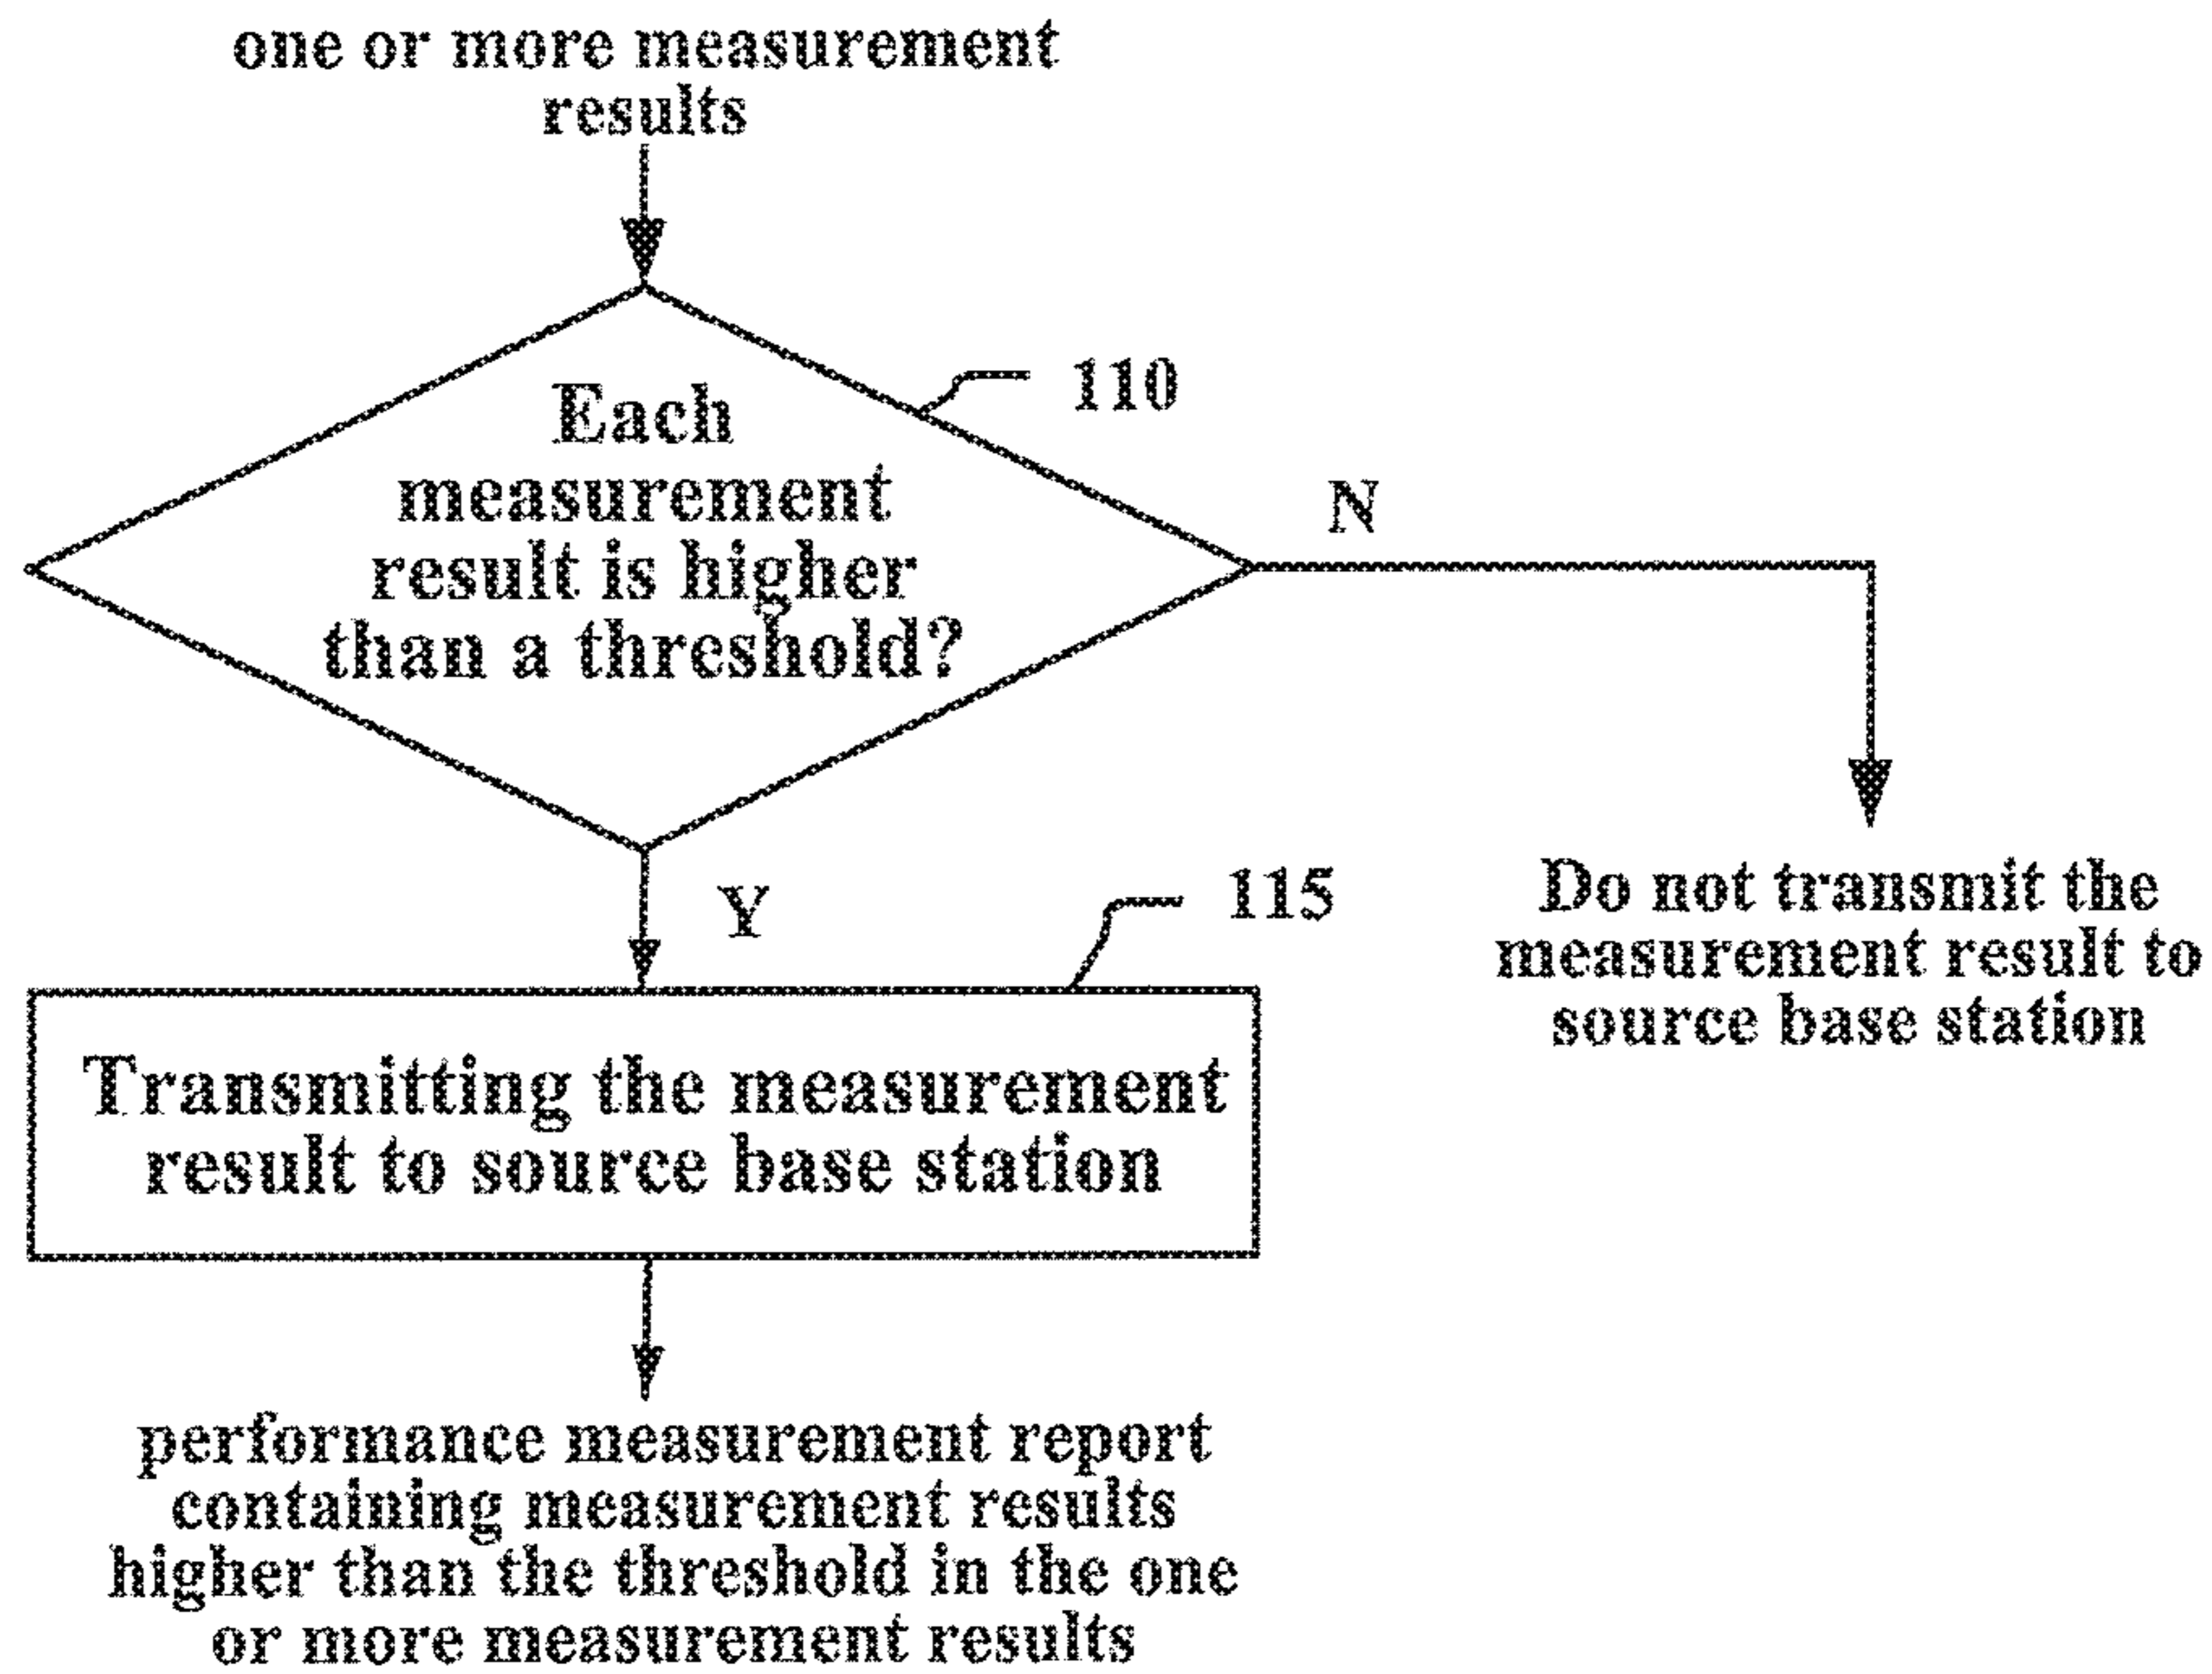 one or more measurement
results
110
Each
measurement
result is higher
than a threshold?
N
Y
115
Do not transmit the
measurement result to
source base station
Transmitting the measurement
result to source base station
performance measurement report
containing measurement results
higher than the threshold in the one
or more measurement results